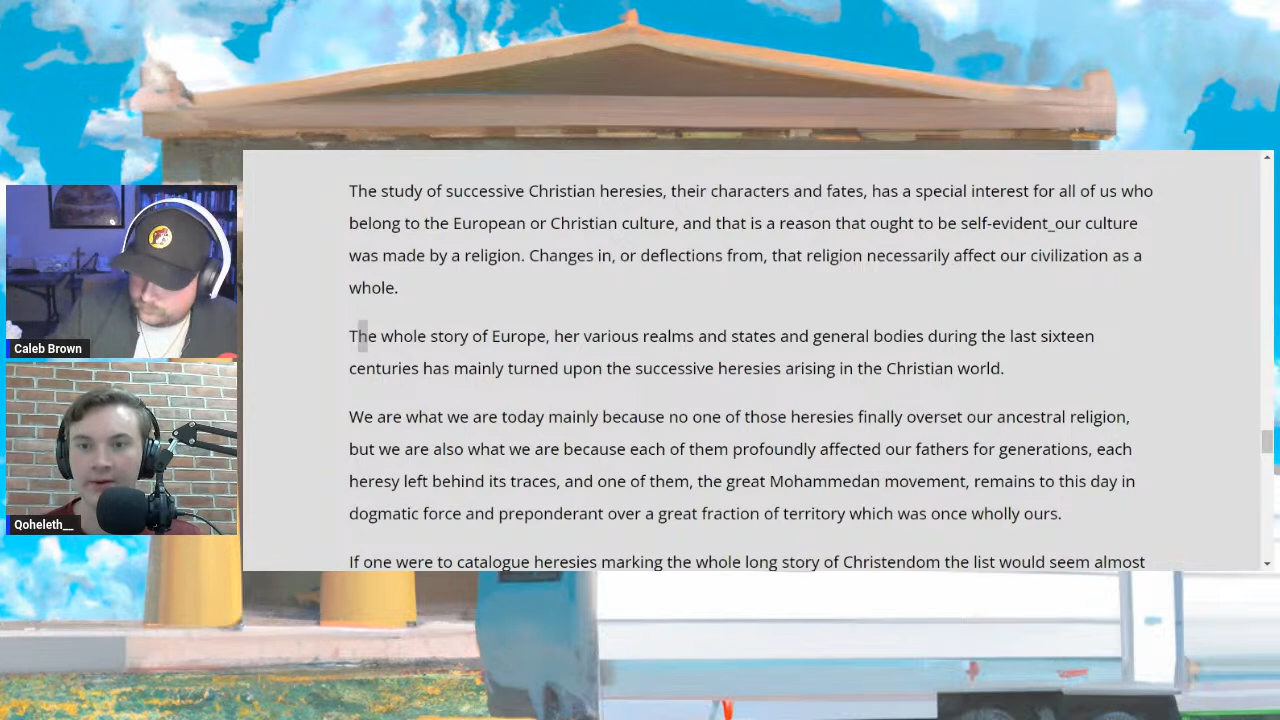 The study of successive Christian heresies, their characters and fates, has a special interest for all of us who
belong to the European or Christian culture, and that is a reason that ought to be self-evident_our culture
was made by a religion. Changes in, or deflections from, that religion necessarily affect our civilization as a
whole.
The whole story of Europe, her various realms and states and general bodies during the last sixteen
centuries has mainly turned upon the successive heresies arising in the Christian world.
We are what we are today mainly because no one of those heresies finally overset our ancestral religion,
but we are also what we are because each of them profoundly affected our fathers for generations, each
heresy left behind its traces, and one of them, the great Mohammedan movement, remains to this day in
dogmatic force and preponderant over a great fraction of territory which was once wholly ours.
If one were to catalogue heresies marking the whole long story of Christendom the list would seem almost
Caleb Brown
Qoheleth__